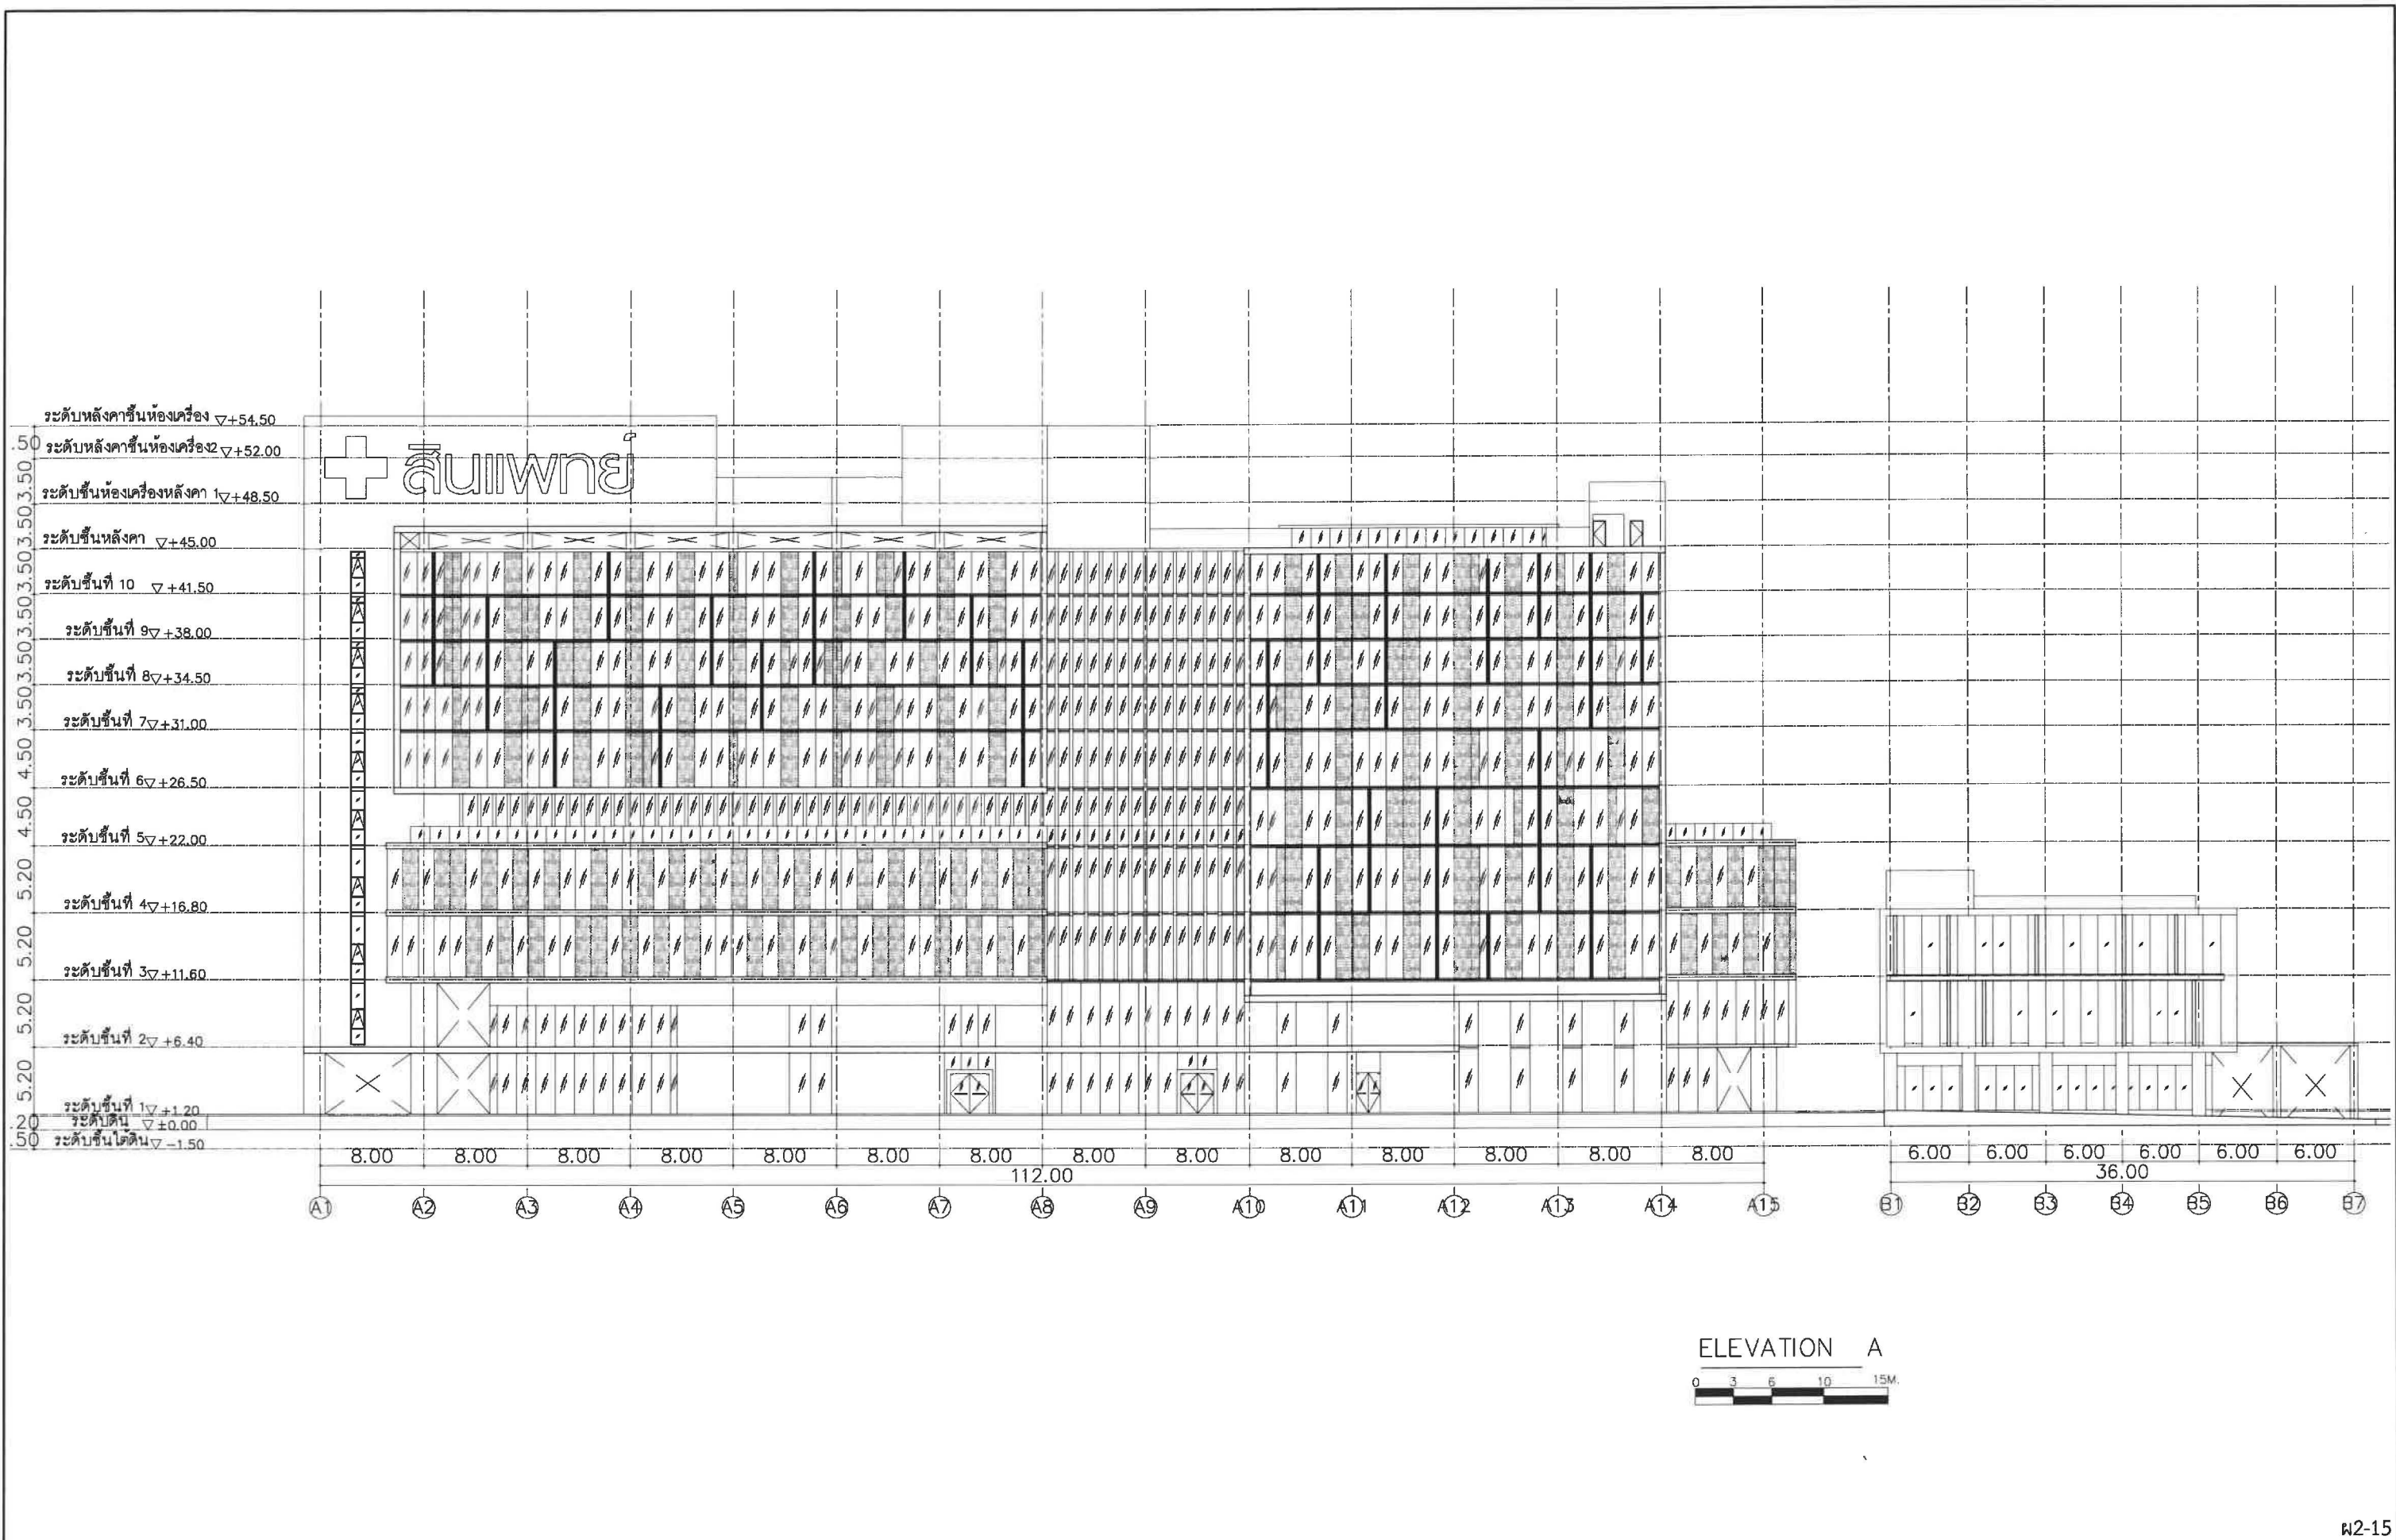 ระดับหลังคาชั้นห้องเครื่อง ▽+54.50
.50 ระดับหลังคาชั้นห้องเครื่อง2 ▽+52.00
3.50
ระดับชั้นห้องเครื่องหลังคา 1▽+48.50
3.50
ระดับชั้นหลังคา ▽+45.00
3.50
ระดับชั้นที่ 10 ▽+41.50
3.50
ระดับชั้นที่ 9▽+38.00
3.50
ระดับชั้นที่ 8▽+34.50
3.50
ระดับชั้นที่ 7▽+31.00
4.50
ระดับชั้นที่ 6▽+26.50
4.50
ระดับชั้นที่ 5▽+22.00
5.20
ระดับชั้นที่ 4▽+16.80
5.20
ระดับชั้นที่ 3▽+11.60
5.20
ระดับชั้นที่ 2▽ +6.40
5.20
ระดับชั้นที่ 1▽ +1.20
.20 ระดับดิน ▽ ±0.00
.50 ระดับชั้นใต้ดิน▽ -1.50
สินแพทย์
8.00 8.00 8.00 8.00 8.00 8.00 8.00 8.00 8.00 8.00 8.00 8.00 8.00 8.00 6.00 6.00 6.00 6.00 6.00 6.00
112.00 36.00
A1 A2 A3 A4 A5 A6 A7 A8 A9 A10 A11 A12 A13 A14 A15 B1 B2 B3 B4 B5 B6 B7
ELEVATION A
0 3 6 10 15M.
ผ2-15